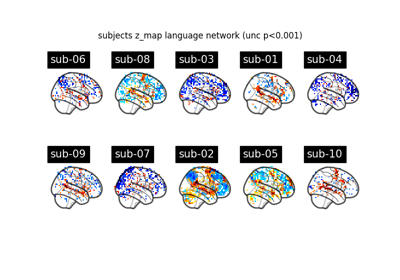 subjects z_map language network (unc p<0.001)
sub-06 sub-08 sub-03 sub-01 sub-04
sub-09 sub-07 sub-02 sub-05 sub-10